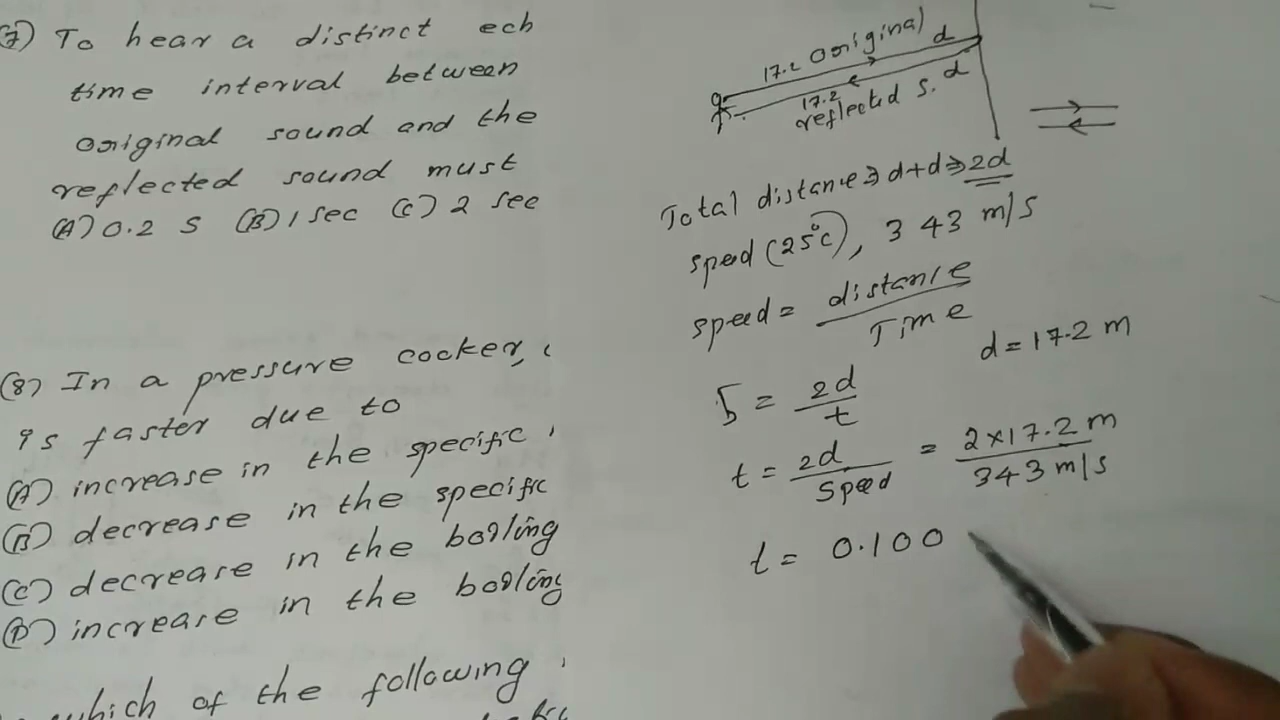 (7) To hear a distinct ech
time interval between
original sound and the
reflected sound must
(A) 0.2 s (B) 1 sec (C) 2 sec
(8) In a pressure cocker, c
is faster due to
(A) increase in the specific
(B) decrease in the specific
(C) decrease in the boiling
(D) increase in the boiling
which of the following
17.2 original d
17.2 d
reflected s.
Total distance ⇒ d+d ⇒ 2d
speed (25°C), 343 m/s
speed = distance / Time
d = 17.2 m
s = 2d / t
t = 2d / speed = 2×17.2 m / 343 m/s
t = 0.100